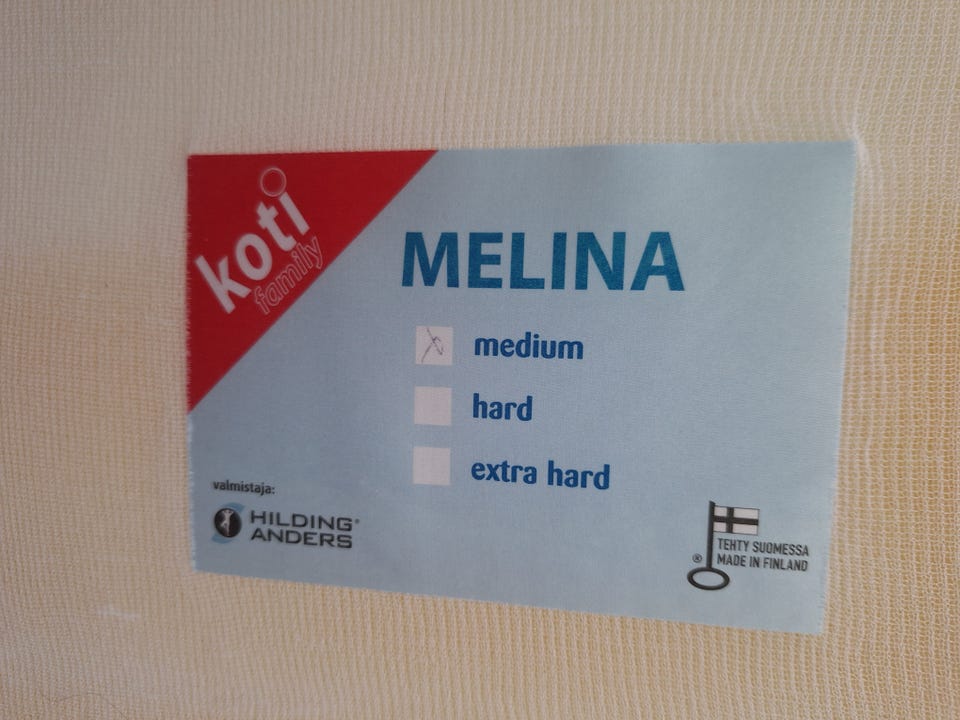 koti
family
MELINA
medium
hard
extra hard
valmistaja:
HILDING®
ANDERS
TEHTY SUOMESSA
® MADE IN FINLAND